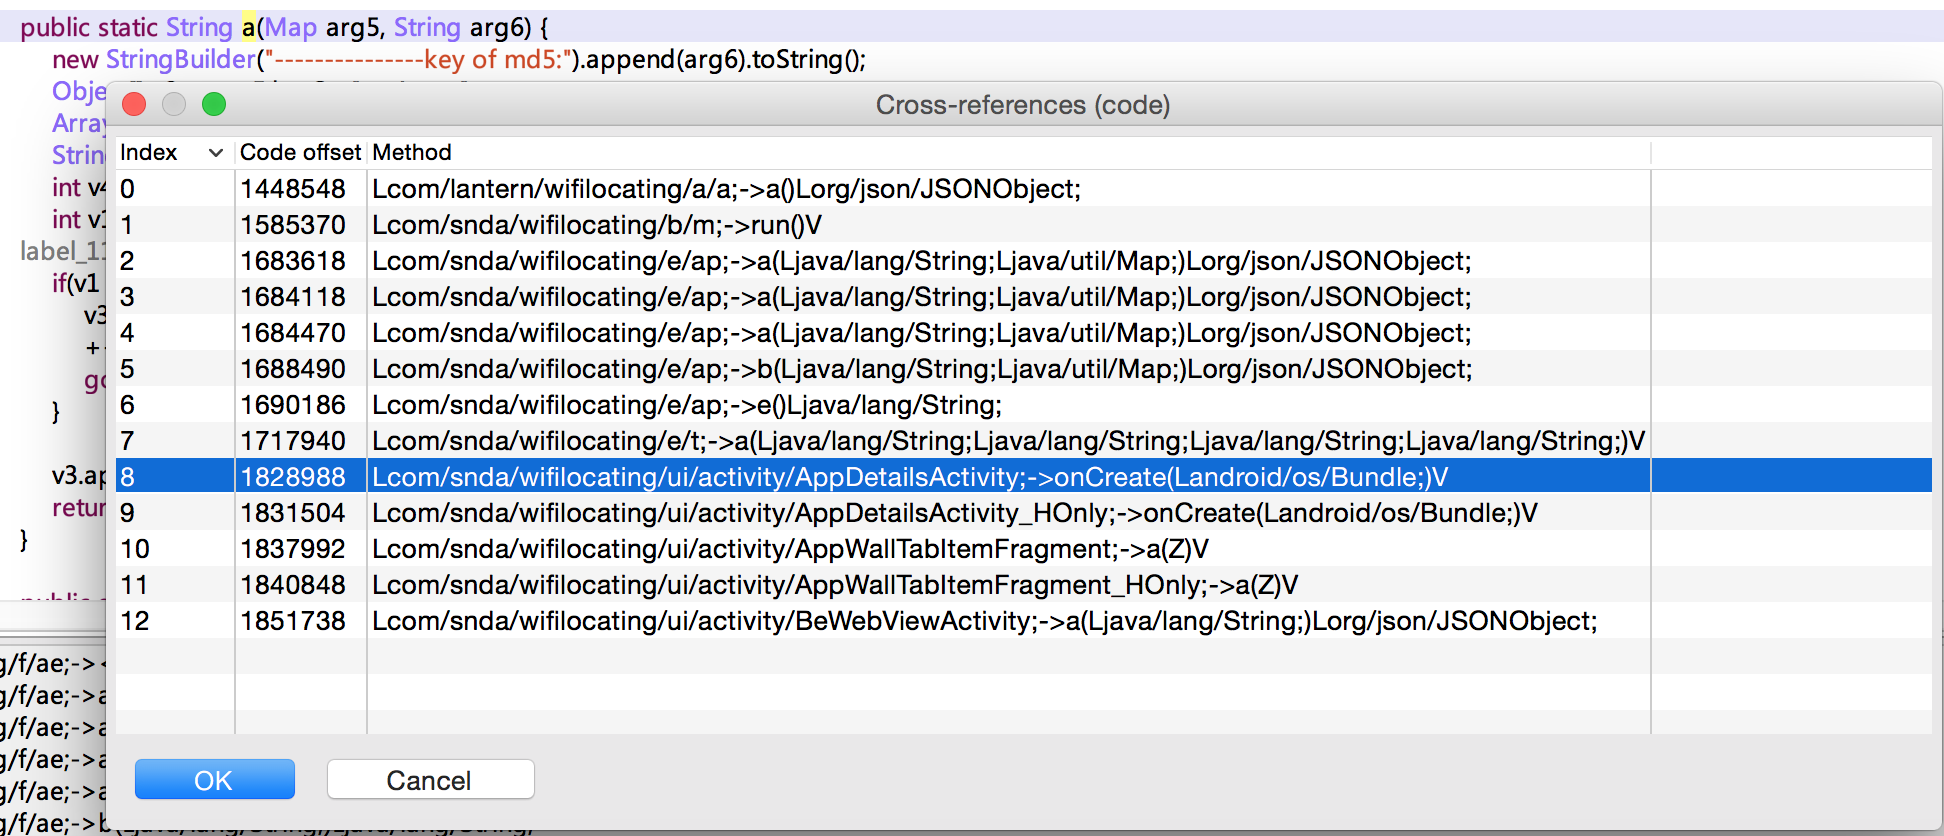 public static String a(Map arg5, String arg6) {
new StringBuilder("---------------key of md5:").append(arg6).toString();
Obje
Array
Strin
int v4
int v1
label_11
if(v1
v3
+
go
}
v3.ap
retur
}
Cross-references (code)
Index Code offset Method
0 1448548 Lcom/lantern/wifilocating/a/a;->a()Lorg/json/JSONObject;
1 1585370 Lcom/snda/wifilocating/b/m;->run()V
2 1683618 Lcom/snda/wifilocating/e/ap;->a(Ljava/lang/String;Ljava/util/Map;)Lorg/json/JSONObject;
3 1684118 Lcom/snda/wifilocating/e/ap;->a(Ljava/lang/String;Ljava/util/Map;)Lorg/json/JSONObject;
4 1684470 Lcom/snda/wifilocating/e/ap;->a(Ljava/lang/String;Ljava/util/Map;)Lorg/json/JSONObject;
5 1688490 Lcom/snda/wifilocating/e/ap;->b(Ljava/lang/String;Ljava/util/Map;)Lorg/json/JSONObject;
6 1690186 Lcom/snda/wifilocating/e/ap;->e()Ljava/lang/String;
7 1717940 Lcom/snda/wifilocating/e/t;->a(Ljava/lang/String;Ljava/lang/String;Ljava/lang/String;Ljava/lang/String;)V
8 1828988 Lcom/snda/wifilocating/ui/activity/AppDetailsActivity;->onCreate(Landroid/os/Bundle;)V
9 1831504 Lcom/snda/wifilocating/ui/activity/AppDetailsActivity_HOnly;->onCreate(Landroid/os/Bundle;)V
10 1837992 Lcom/snda/wifilocating/ui/activity/AppWallTabItemFragment;->a(Z)V
11 1840848 Lcom/snda/wifilocating/ui/activity/AppWallTabItemFragment_HOnly;->a(Z)V
12 1851738 Lcom/snda/wifilocating/ui/activity/BeWebViewActivity;->a(Ljava/lang/String;)Lorg/json/JSONObject;
OK Cancel
g/f/ae;-><
g/f/ae;->a
g/f/ae;->a
g/f/ae;->a
g/f/ae;->a
g/f/ae;->b(Ljava/lang/String;)Ljava/lang/String;